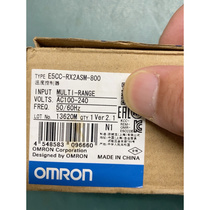 TYPE E5CC-RX2ASM-800
温度控制器
INPUT MULTI-RANGE
VOLTS. AC100-240
FREQ. 50/60Hz
LOT No. 13620M QTY 1 Ver 2.1
N1
4 548583 096660
OMRON Corporation
Designed by OMRON
MADE IN CHINA
OMRON